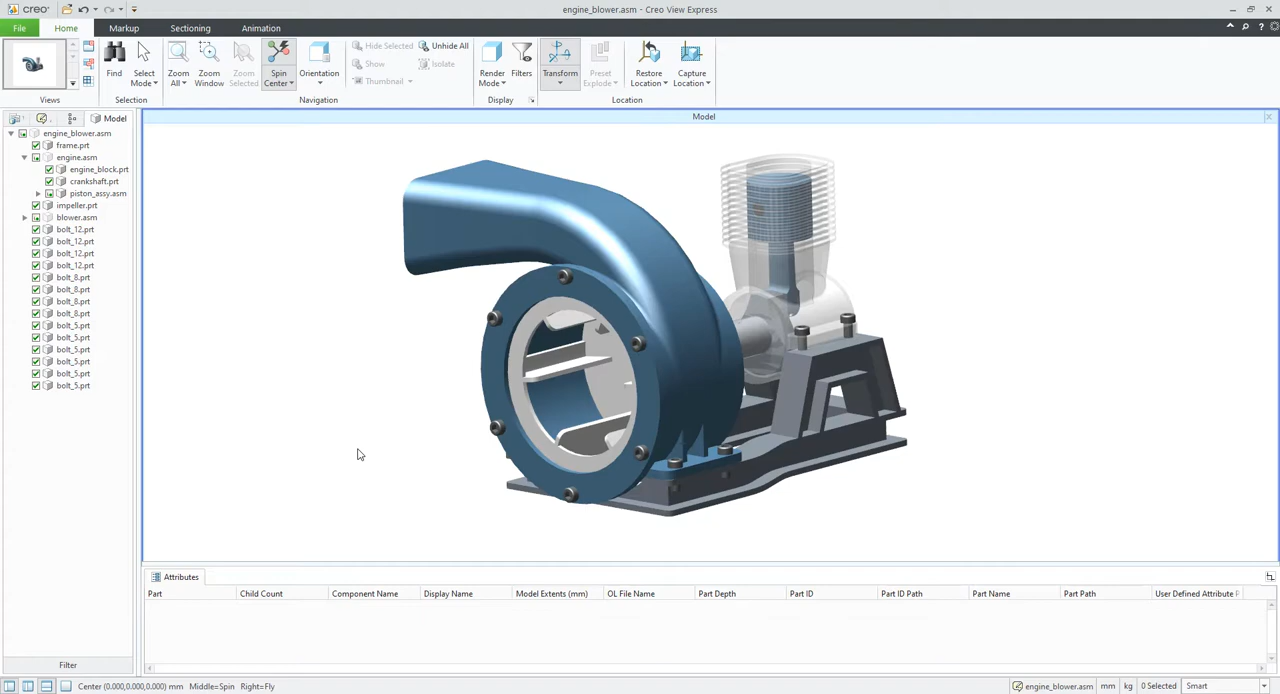 creo
engine_blower.asm - Creo View Express
File Home Markup Sectioning Animation
Find
Select Mode
Zoom All
Zoom Window
Zoom Selected
Spin Center
Orientation
Hide Selected
Unhide All
Show
Isolate
Thumbnail
Render Mode
Filters
Transform
Preset Explode
Restore Location
Capture Location
Views Selection Navigation Display Location
Model
Model
engine_blower.asm
frame.prt
engine.asm
engine_block.prt
crankshaft.prt
piston_assy.asm
impeller.prt
blower.asm
bolt_12.prt
bolt_12.prt
bolt_12.prt
bolt_12.prt
bolt_8.prt
bolt_8.prt
bolt_8.prt
bolt_8.prt
bolt_5.prt
bolt_5.prt
bolt_5.prt
bolt_5.prt
bolt_5.prt
bolt_5.prt
Filter
Attributes
Part Child Count Component Name Display Name Model Extents (mm) OL File Name Part Depth Part ID Part ID Path Part Name Part Path User Defined Attribute
Center (0.000,0.000,0.000) mm Middle=Spin Right=Fly
engine_blower.asm mm kg 0 Selected Smart